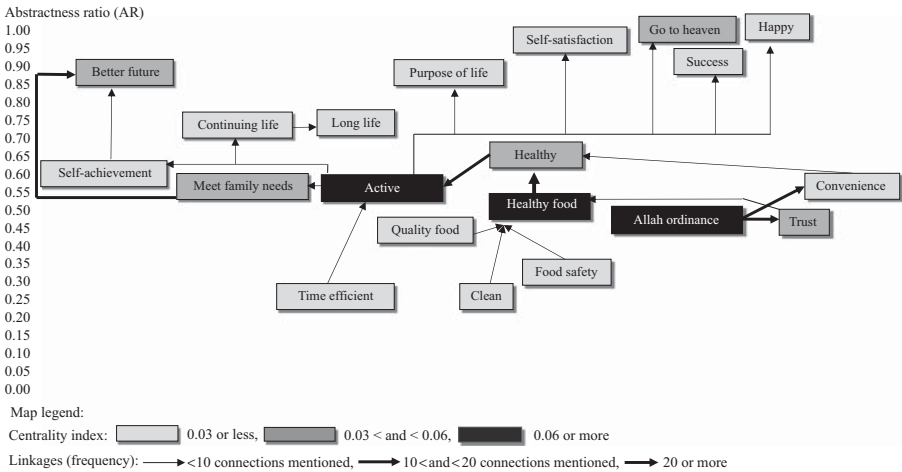 Abstractness ratio (AR)
1.00
0.95
0.90
0.85
0.80
0.75
0.70
0.65
0.60
0.55
0.50
0.45
0.40
0.35
0.30
0.25
0.20
0.15
0.10
0.05
0.00
Happy
Go to heaven
Self-satisfaction
Success
Better future
Purpose of life
Continuing life
Long life
Healthy
Self-achievement
Meet family needs
Active
Convenience
Healthy food
Allah ordinance
Trust
Quality food
Food safety
Time efficient
Clean
Map legend:
Centrality index: 0.03 or less, 0.03 < and < 0.06, 0.06 or more
Linkages (frequency): <10 connections mentioned, 10<and<20 connections mentioned, 20 or more